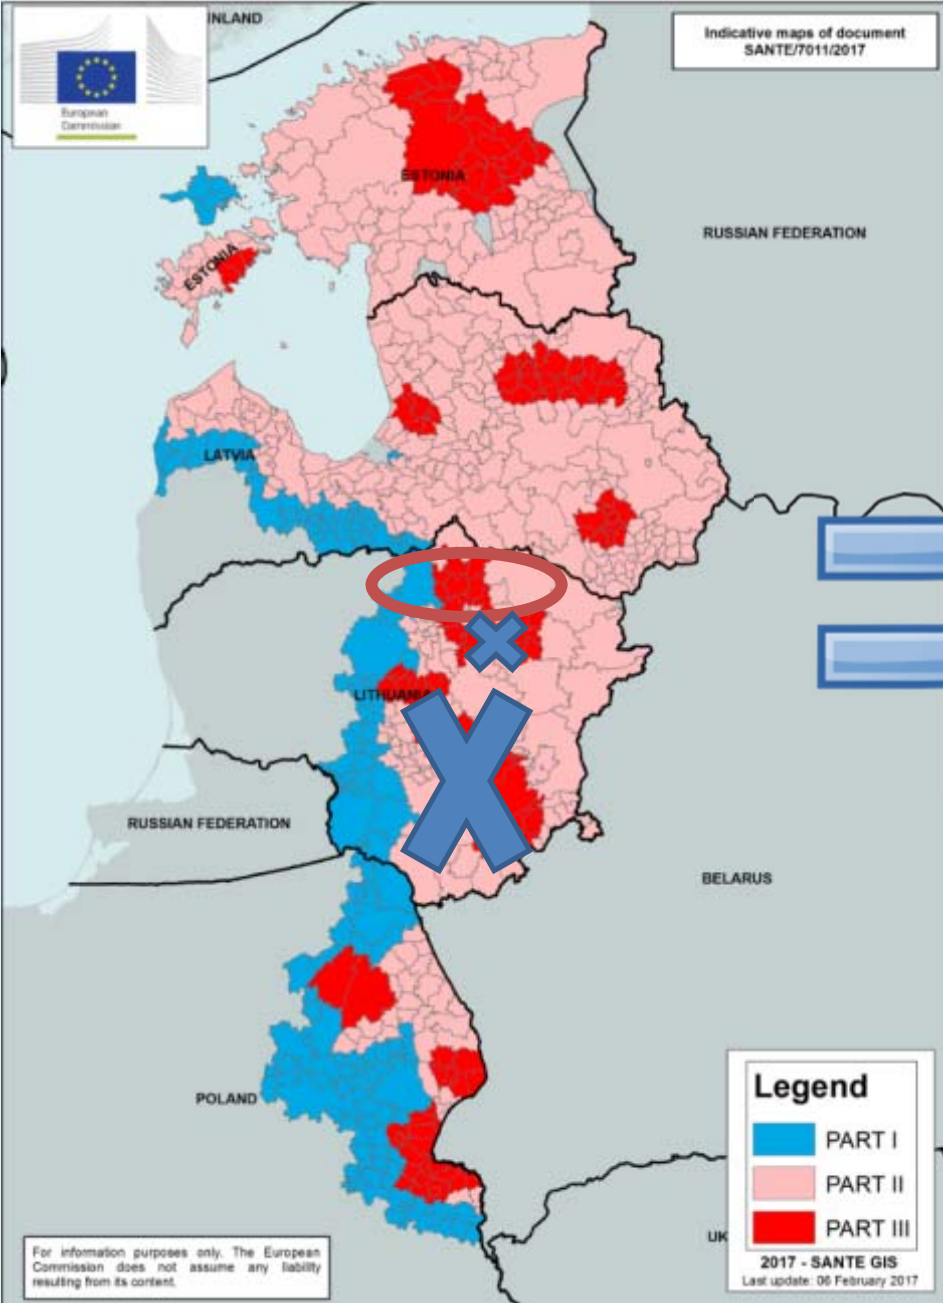 INLAND
Indicative maps of document
SANTE/7011/2017
European
Commission
ESTONIA
RUSSIAN FEDERATION
ESTONIA
LATVIA
LITHUANIA
RUSSIAN FEDERATION
BELARUS
POLAND
Legend
PART I
PART II
PART III
UK
2017 - SANTE GIS
Last update: 06 February 2017
For information purposes only. The European
Commission does not assume any liability
resulting from its content.